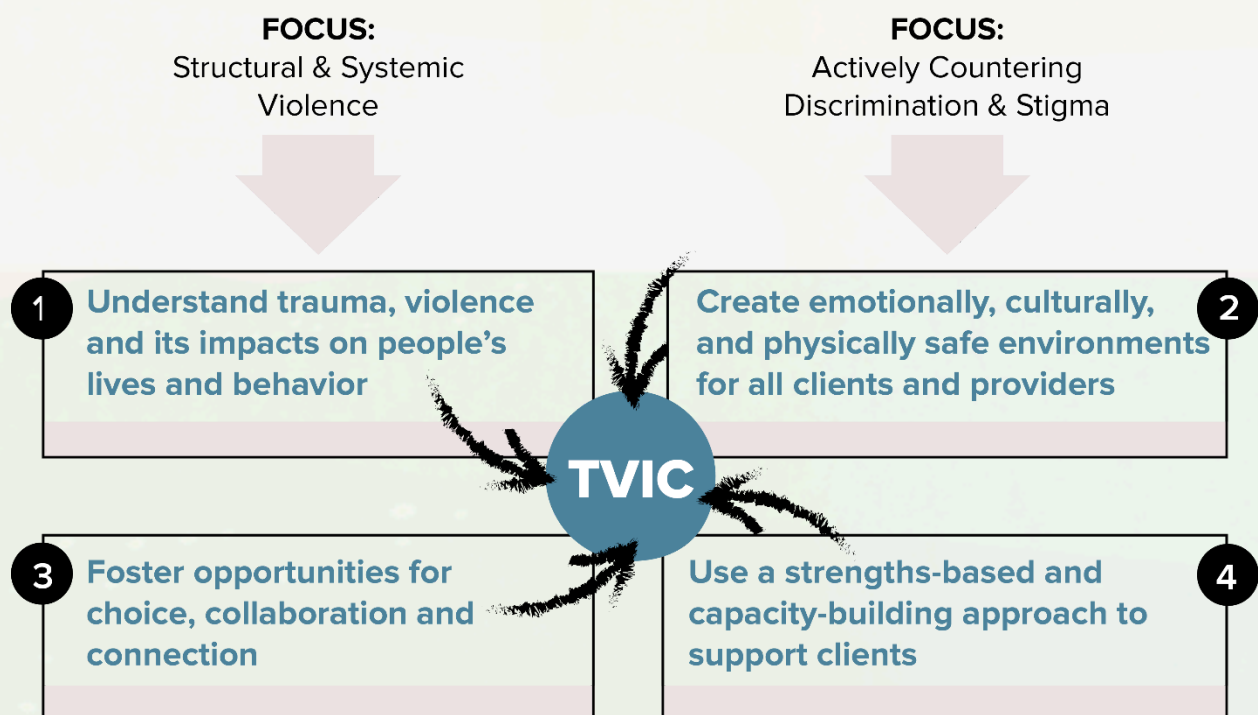 FOCUS:
Structural & Systemic
Violence
FOCUS:
Actively Countering
Discrimination & Stigma
1
Understand trauma, violence
and its impacts on people's
lives and behavior
2
Create emotionally, culturally,
and physically safe environments
for all clients and providers
TVIC
3
Foster opportunities for
choice, collaboration and
connection
4
Use a strengths-based and
capacity-building approach to
support clients